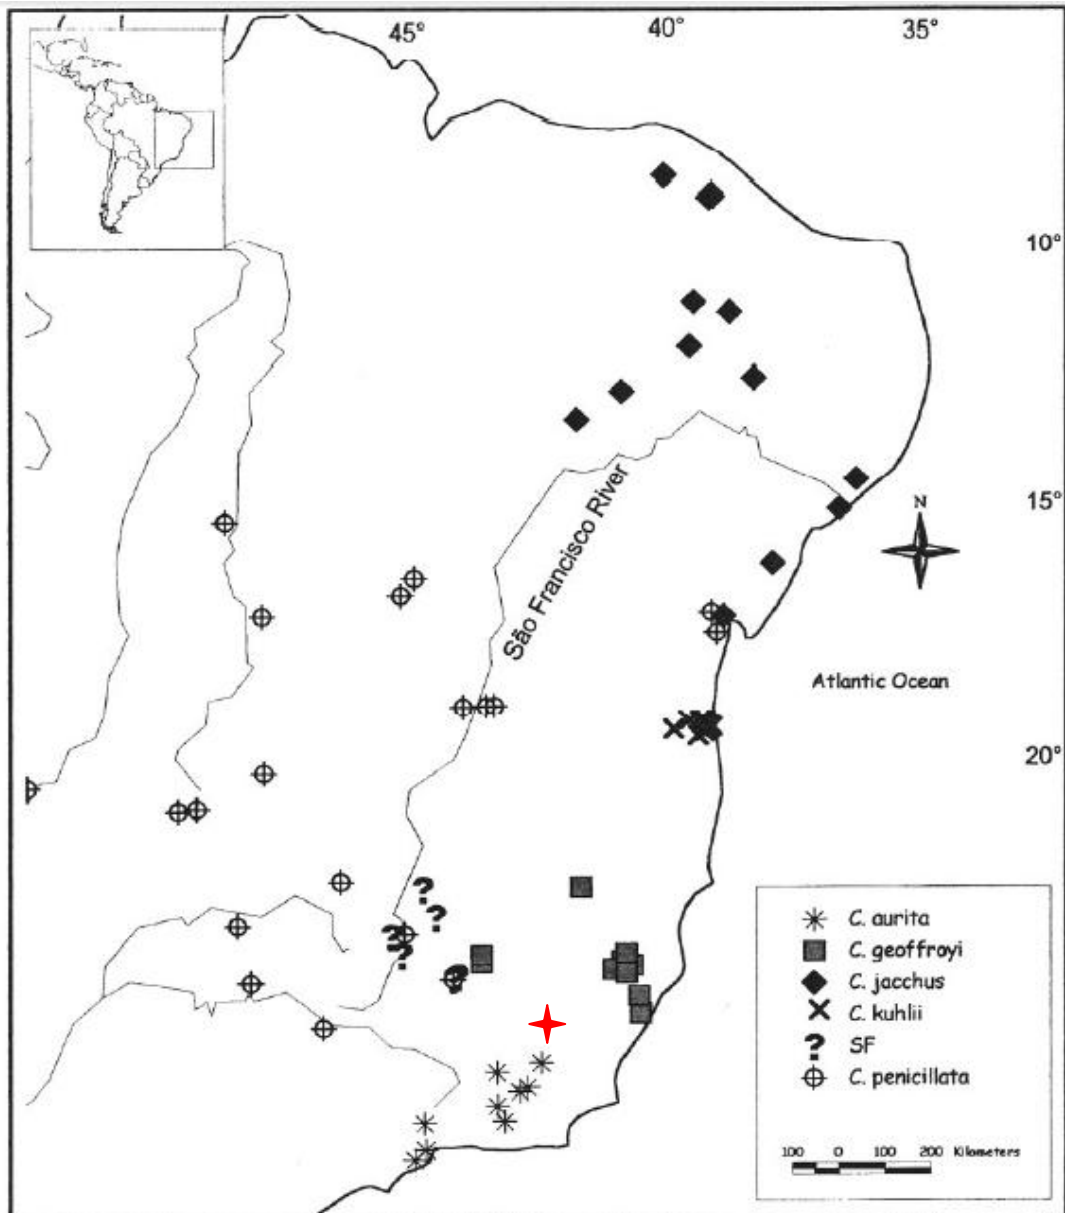 45° 40° 35°
10°
15°
20°
São Francisco River
N
Atlantic Ocean
C. aurita
C. geoffroyi
C. jacchus
C. kuhlii
? SF
C. penicillata
100 0 100 200 Kilometers
? 
?
?
?
?